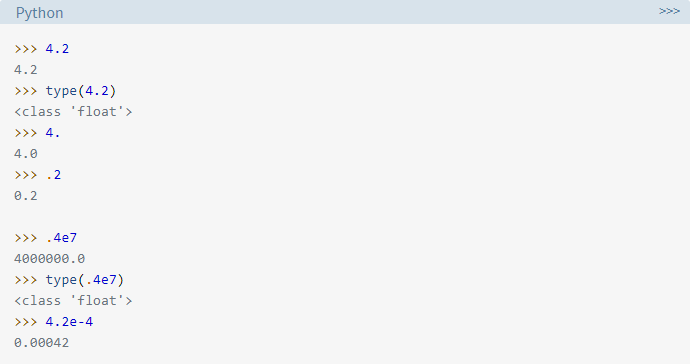 Python >>>
>>> 4.2
4.2
>>> type(4.2)
<class 'float'>
>>> 4.
4.0
>>> .2
0.2
>>> .4e7
4000000.0
>>> type(.4e7)
<class 'float'>
>>> 4.2e-4
0.00042